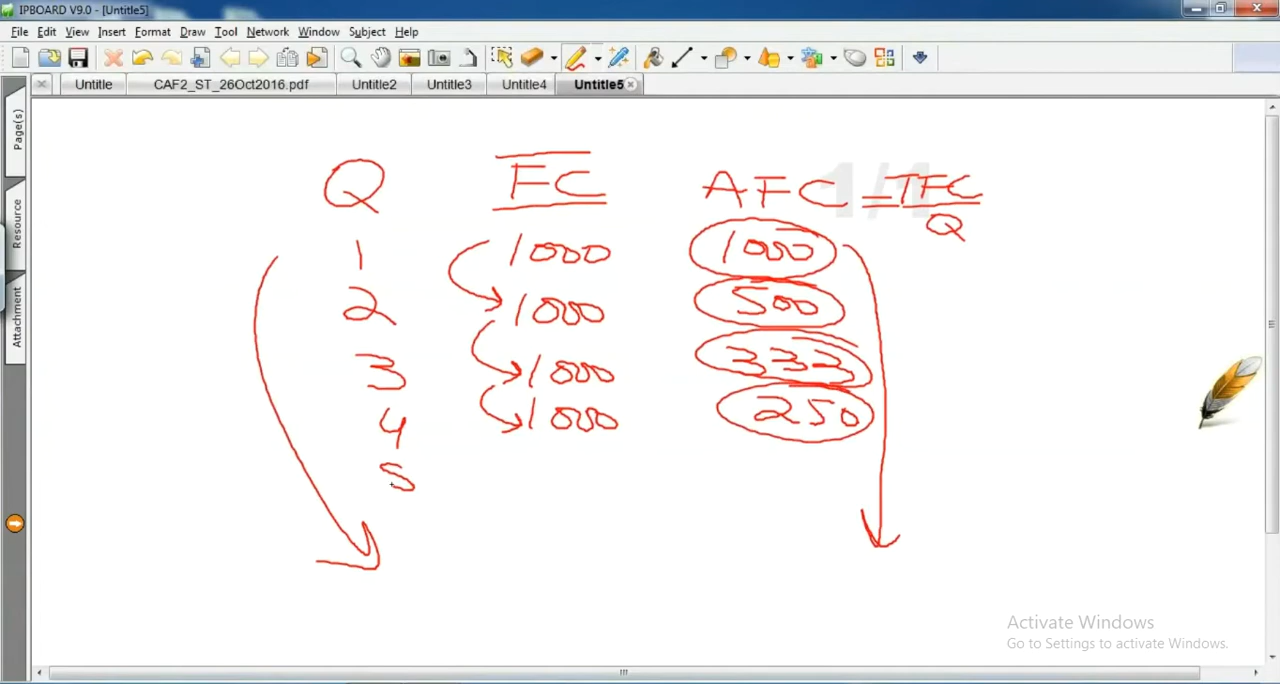 IPBOARD V9.0 - [Untitle5]
File Edit View Insert Format Draw Tool Network Window Subject Help
Untitle CAF2_ST_26Oct2016.pdf Untitle2 Untitle3 Untitle4 Untitle5
Page(s)
Resource
Attachment
1/1
Q FC AFC = TFC/Q
1 1000 1000
2 1000 500
3 1000 333
4 1000 250
5
Activate Windows
Go to Settings to activate Windows.